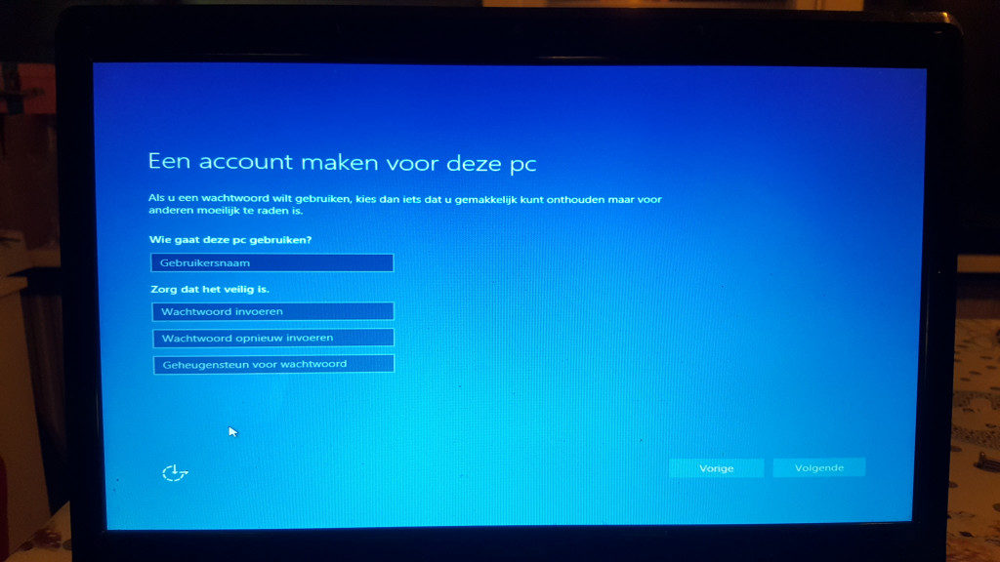 Een account maken voor deze pc
Als u een wachtwoord wilt gebruiken, kies dan iets dat u gemakkelijk kunt onthouden maar voor
anderen moeilijk te raden is.
Wie gaat deze pc gebruiken?
Gebruikersnaam
Zorg dat het veilig is.
Wachtwoord invoeren
Wachtwoord opnieuw invoeren
Geheugensteun voor wachtwoord
Vorige
Volgende